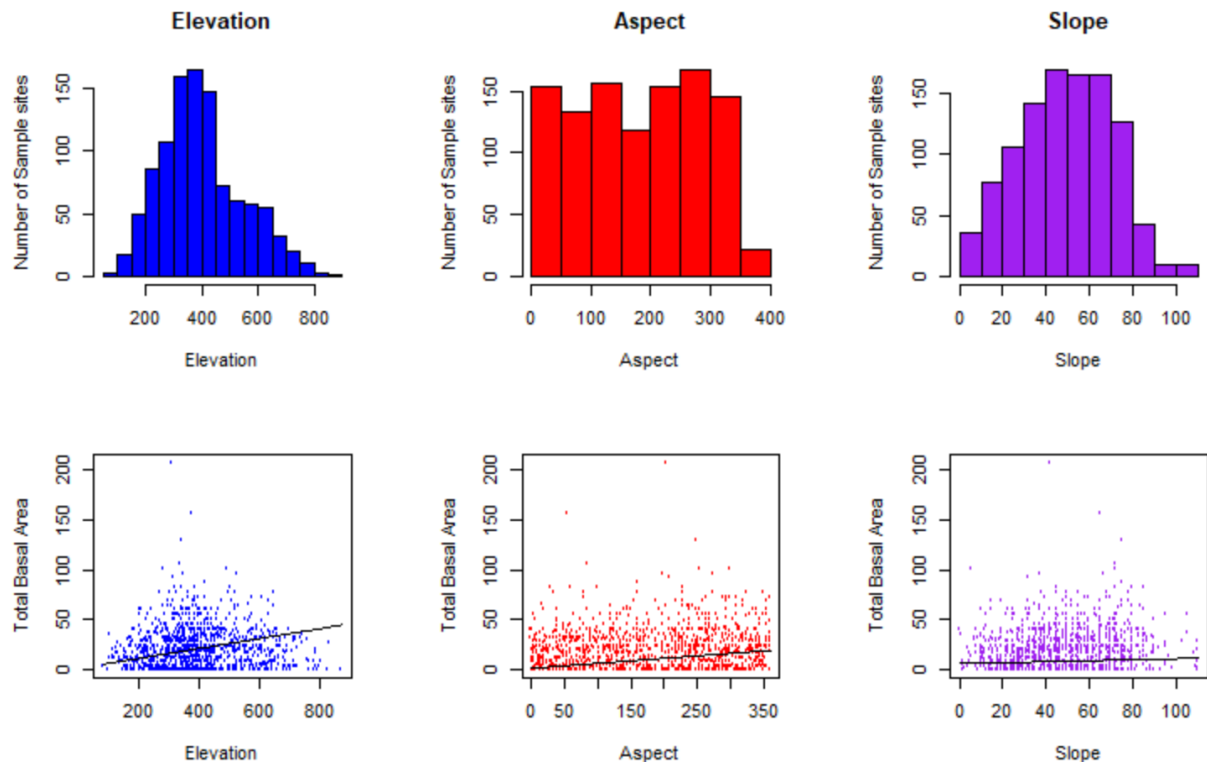 Elevation
Number of Sample sites
150
100
50
0
200 400 600 800
Elevation
Aspect
Number of Sample sites
150
100
50
0
0 100 200 300 400
Aspect
Slope
Number of Sample sites
150
100
50
0
0 20 40 60 80 100
Slope
Total Basal Area
200
150
100
50
0
200 400 600 800
Elevation
Total Basal Area
200
150
100
50
0
0 50 150 250 350
Aspect
Total Basal Area
200
150
100
50
0
0 20 40 60 80 100
Slope